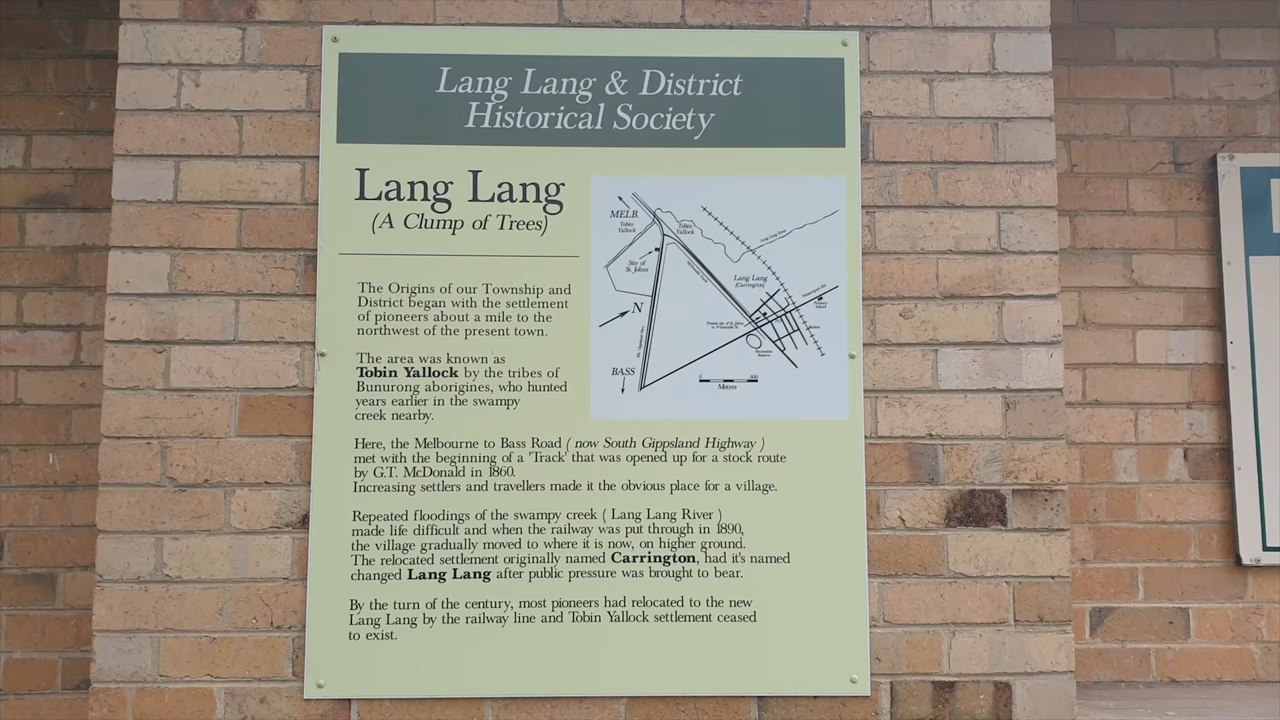 Lang Lang & District
Historical Society
Lang Lang
(A Clump of Trees)
The Origins of our Township and
District began with the settlement
of pioneers about a mile to the
northwest of the present town.
The area was known as
Tobin Yallock by the tribes of
Bunurong aborigines, who hunted
years earlier in the swampy
creek nearby.
MELB.
Tobin
Yallock
Tobin
Yallock
Site of
St. Johns
Lang Lang River
Lang Lang
(Carrington)
N
BASS
Recreation
Reserve
Primary
School
Metres
Here, the Melbourne to Bass Road ( now South Gippsland Highway )
met with the beginning of a 'Track' that was opened up for a stock route
by G.T. McDonald in 1860.
Increasing settlers and travellers made it the obvious place for a village.
Repeated floodings of the swampy creek ( Lang Lang River )
made life difficult and when the railway was put through in 1890,
the village gradually moved to where it is now, on higher ground.
The relocated settlement originally named Carrington, had it's named
changed Lang Lang after public pressure was brought to bear.
By the turn of the century, most pioneers had relocated to the new
Lang Lang by the railway line and Tobin Yallock settlement ceased
to exist.